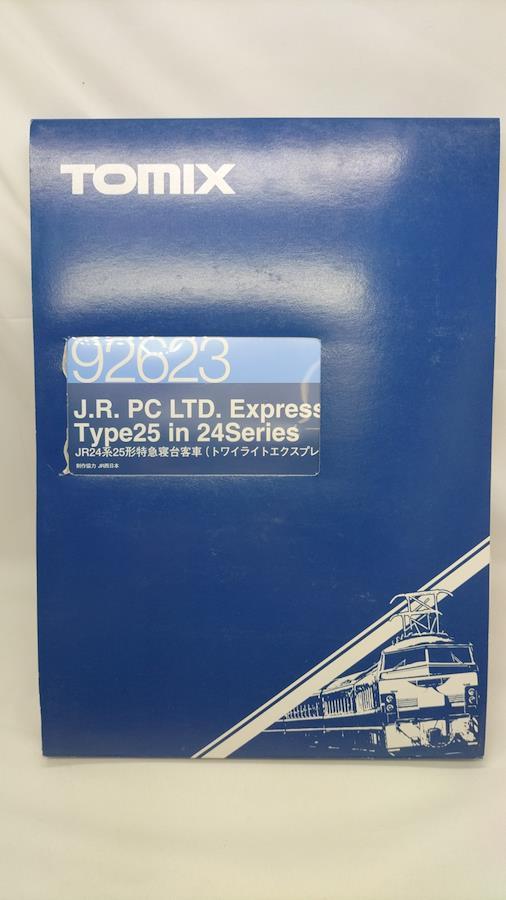 TOMIX
92623
J.R. PC LTD. Express
Type25 in 24Series
JR24系25形特急寝台客車(トワイライトエクスプレ
制作協力 JR西日本